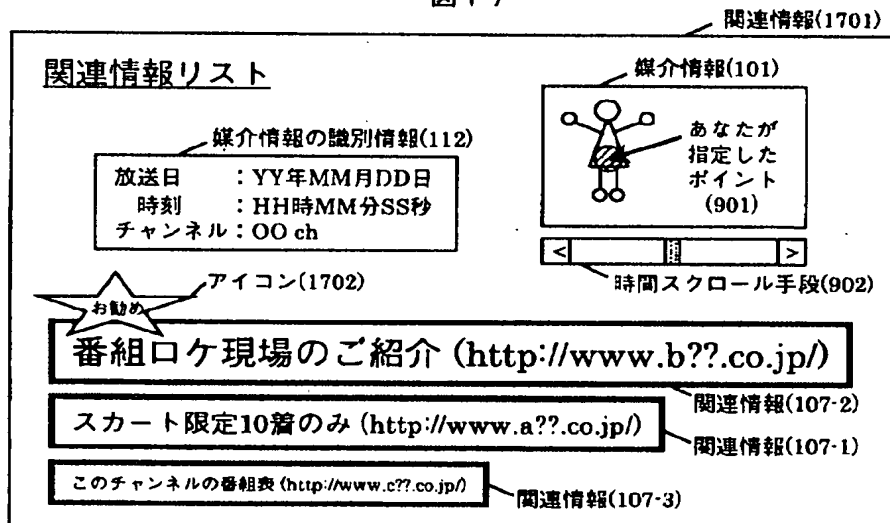 図17
関連情報(1701)
関連情報リスト
媒介情報(101)
あなたが
指定した
ポイント
(901)
媒介情報の識別情報(112)
放送日 : YY年MM月DD日
時刻 : HH時MM分SS秒
チャンネル : OO ch
< >
時間スクロール手段(902)
アイコン(1702)
お勧め
番組ロケ現場のご紹介 (http://www.b??.co.jp/)
関連情報(107-2)
スカート限定10着のみ (http://www.a??.co.jp/)
関連情報(107-1)
このチャンネルの番組表 (http://www.c??.co.jp/)
関連情報(107-3)